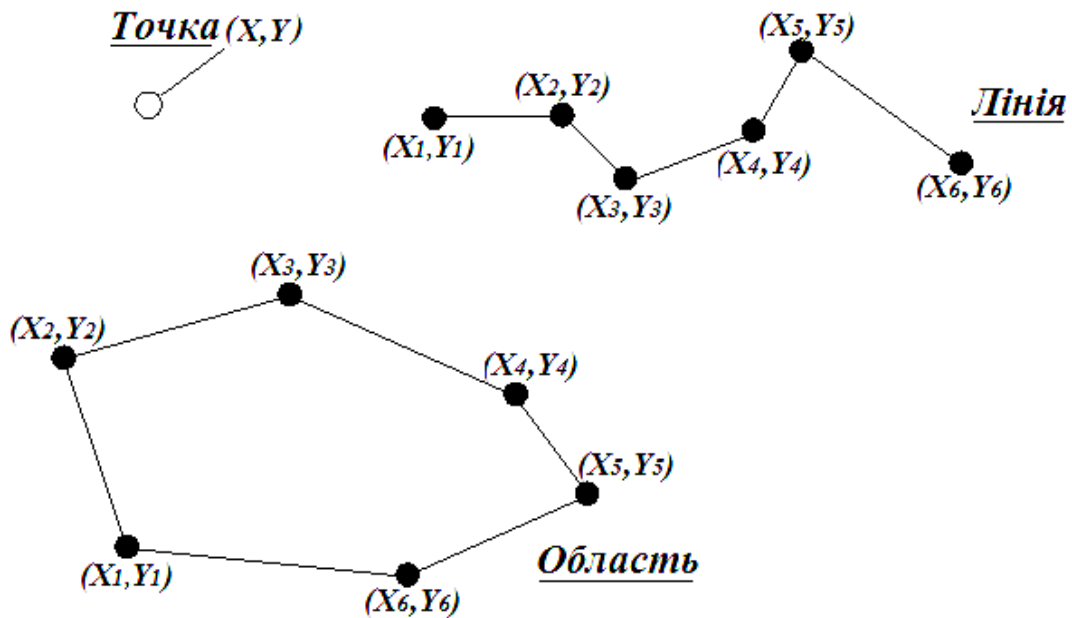 Точка (X,Y)
(X5,Y5)
(X2,Y2)
Лінія
(X1,Y1)
(X4,Y4)
(X6,Y6)
(X3,Y3)
(X3,Y3)
(X2,Y2)
(X4,Y4)
(X5,Y5)
Область
(X1,Y1)
(X6,Y6)